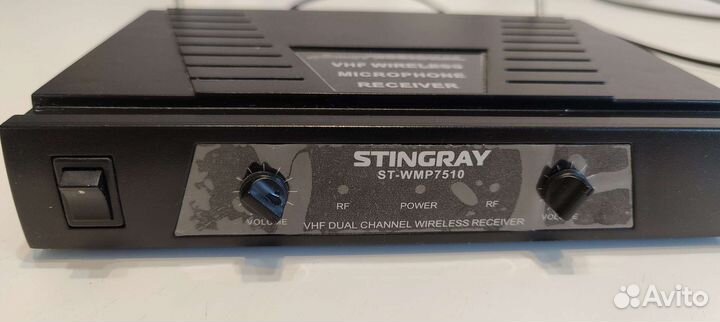 VHF WIRELESS
MICROPHONE
RECEIVER
STINGRAY
ST-WMP7510
RF POWER RF
VOLUME VOLUME
VHF DUAL CHANNEL WIRELESS RECEIVER
Avito